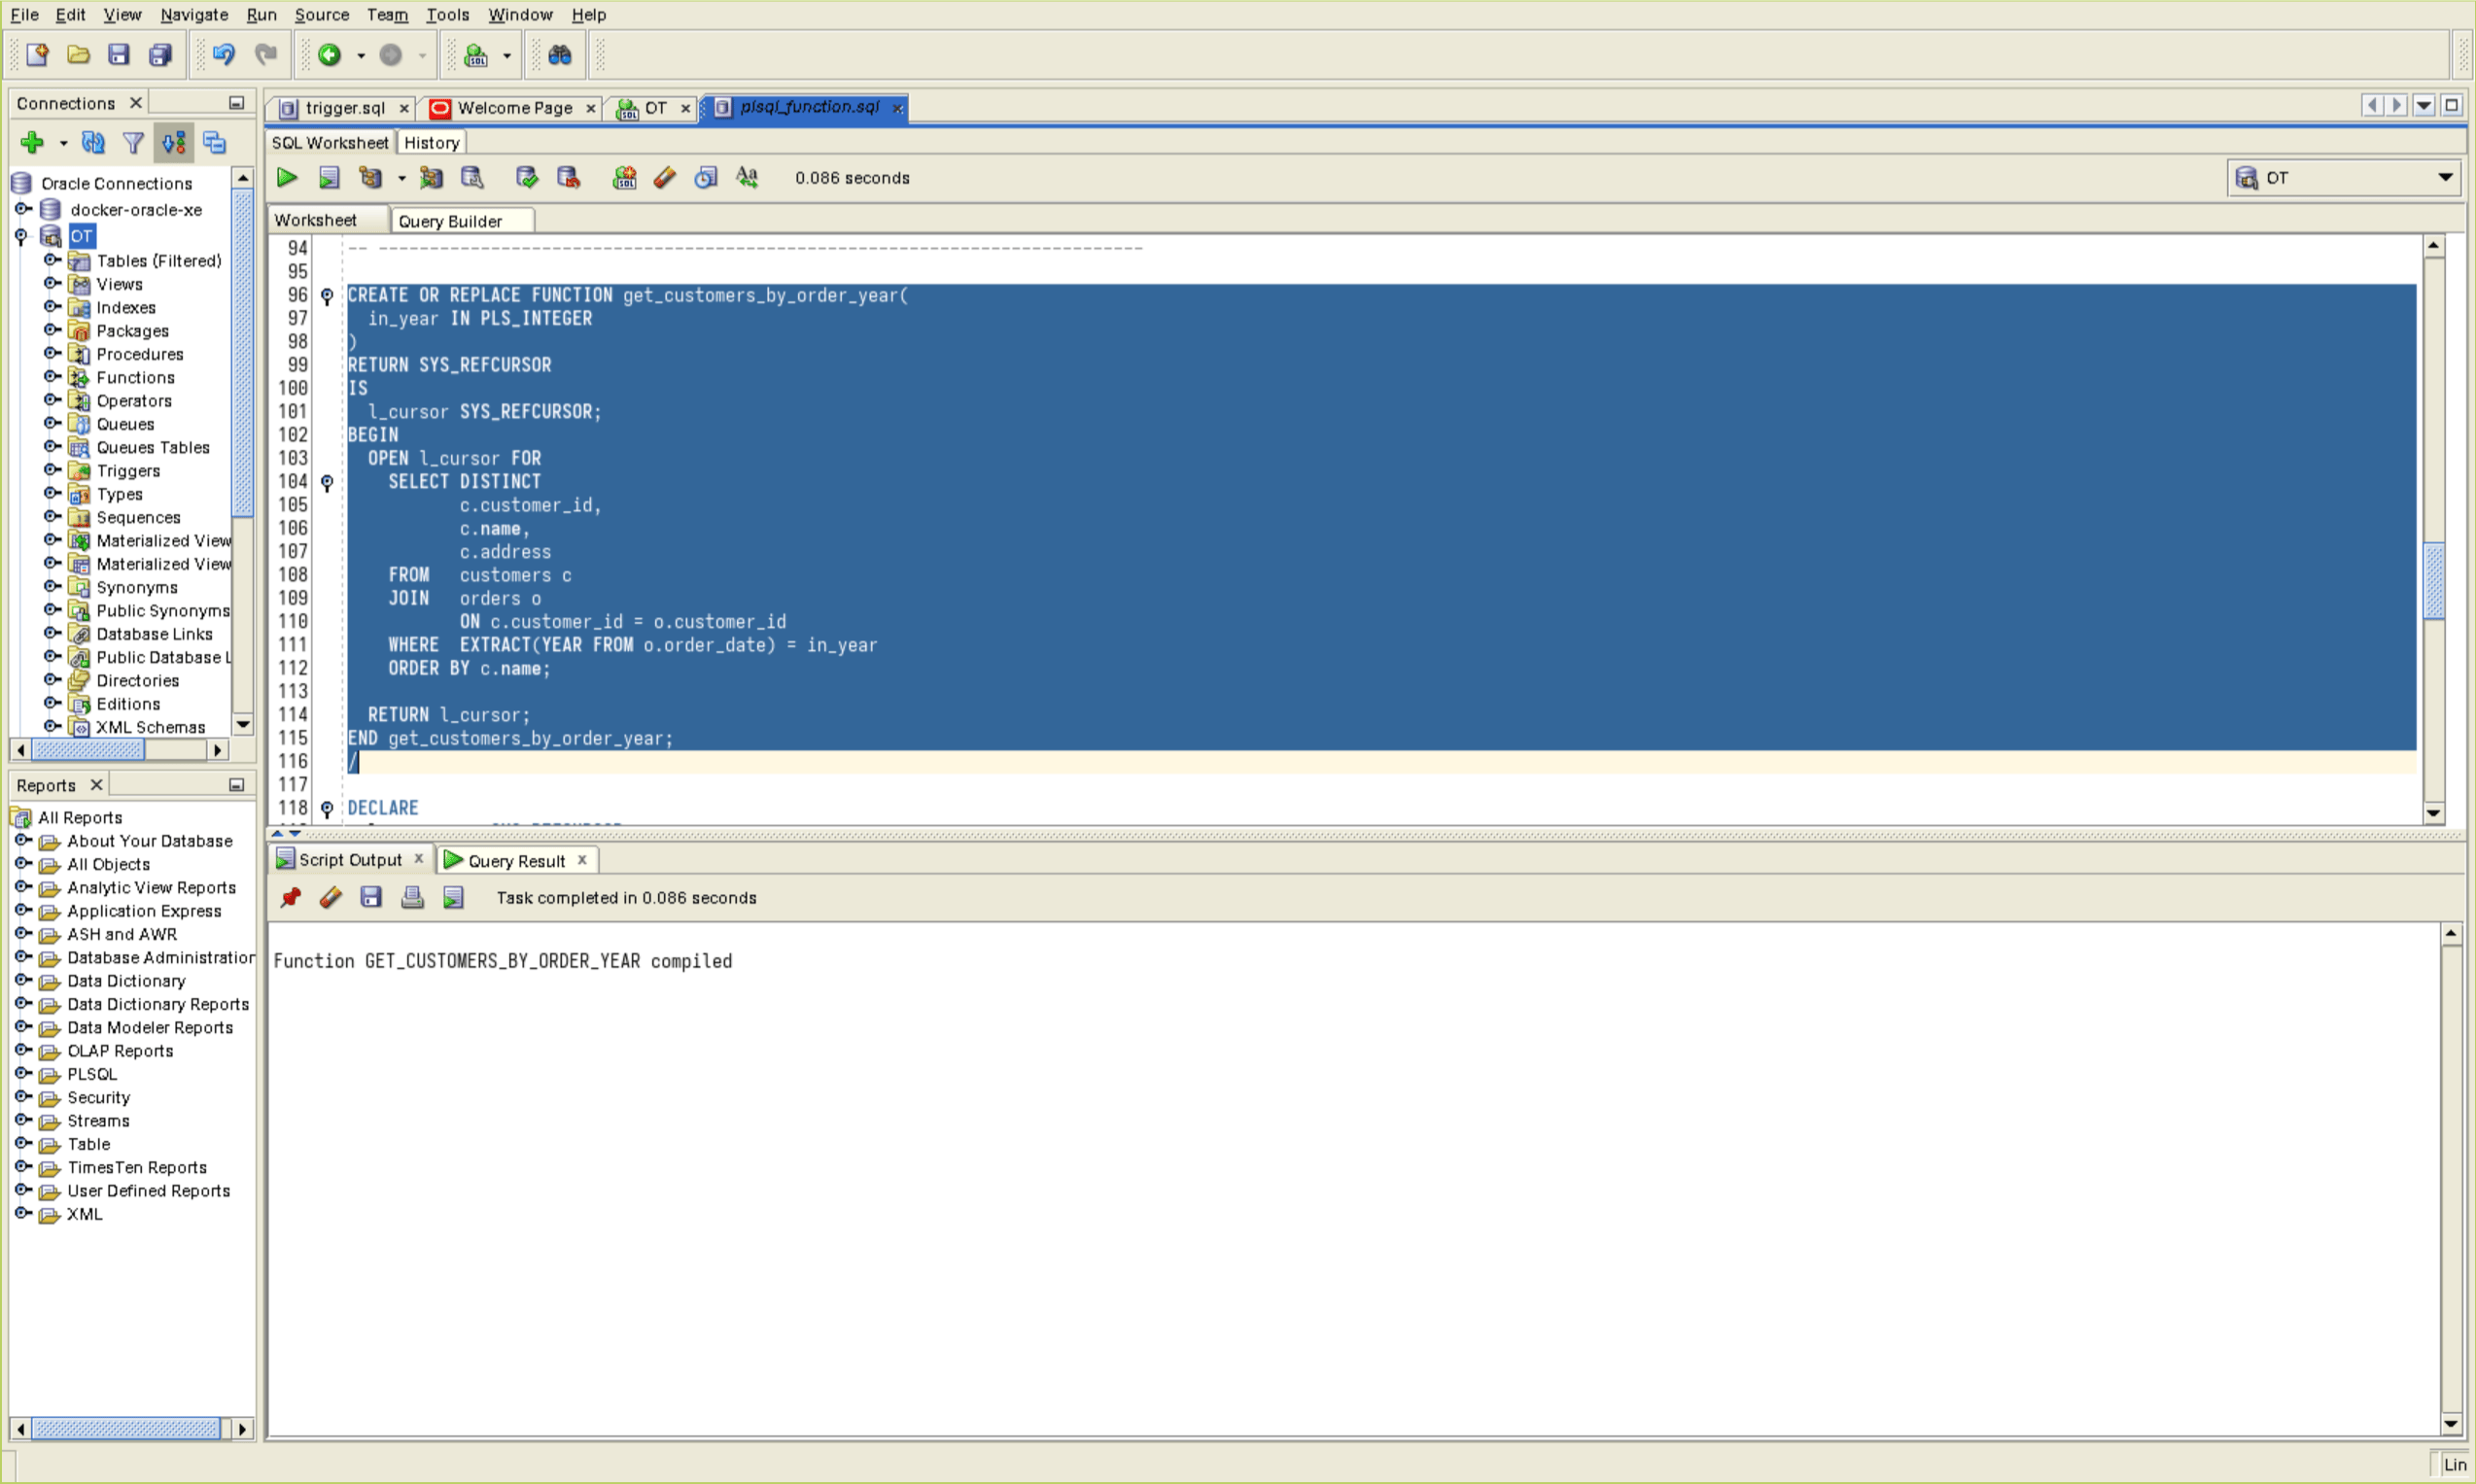 File Edit View Navigate Run Source Team Tools Window Help
Connections
Oracle Connections
docker-oracle-xe
OT
Tables (Filtered)
Views
Indexes
Packages
Procedures
Functions
Operators
Queues
Queues Tables
Triggers
Types
Sequences
Materialized View
Materialized View
Synonyms
Public Synonyms
Database Links
Public Database L
Directories
Editions
XML Schemas
Reports
All Reports
About Your Database
All Objects
Analytic View Reports
Application Express
ASH and AWR
Database Administration
Data Dictionary
Data Dictionary Reports
Data Modeler Reports
OLAP Reports
PLSQL
Security
Streams
Table
TimesTen Reports
User Defined Reports
XML
trigger.sql Welcome Page OT plsql_function.sql
SQL Worksheet History
0.086 seconds
OT
Worksheet Query Builder
94 -- ---------------------------------------------------------------------------
95
96 CREATE OR REPLACE FUNCTION get_customers_by_order_year(
97 in_year IN PLS_INTEGER
98 )
99 RETURN SYS_REFCURSOR
100 IS
101 l_cursor SYS_REFCURSOR;
102 BEGIN
103 OPEN l_cursor FOR
104 SELECT DISTINCT
105 c.customer_id,
106 c.name,
107 c.address
108 FROM customers c
109 JOIN orders o
110 ON c.customer_id = o.customer_id
111 WHERE EXTRACT(YEAR FROM o.order_date) = in_year
112 ORDER BY c.name;
113
114 RETURN l_cursor;
115 END get_customers_by_order_year;
116 /
117
118 DECLARE
Script Output Query Result
Task completed in 0.086 seconds
Function GET_CUSTOMERS_BY_ORDER_YEAR compiled
Lin